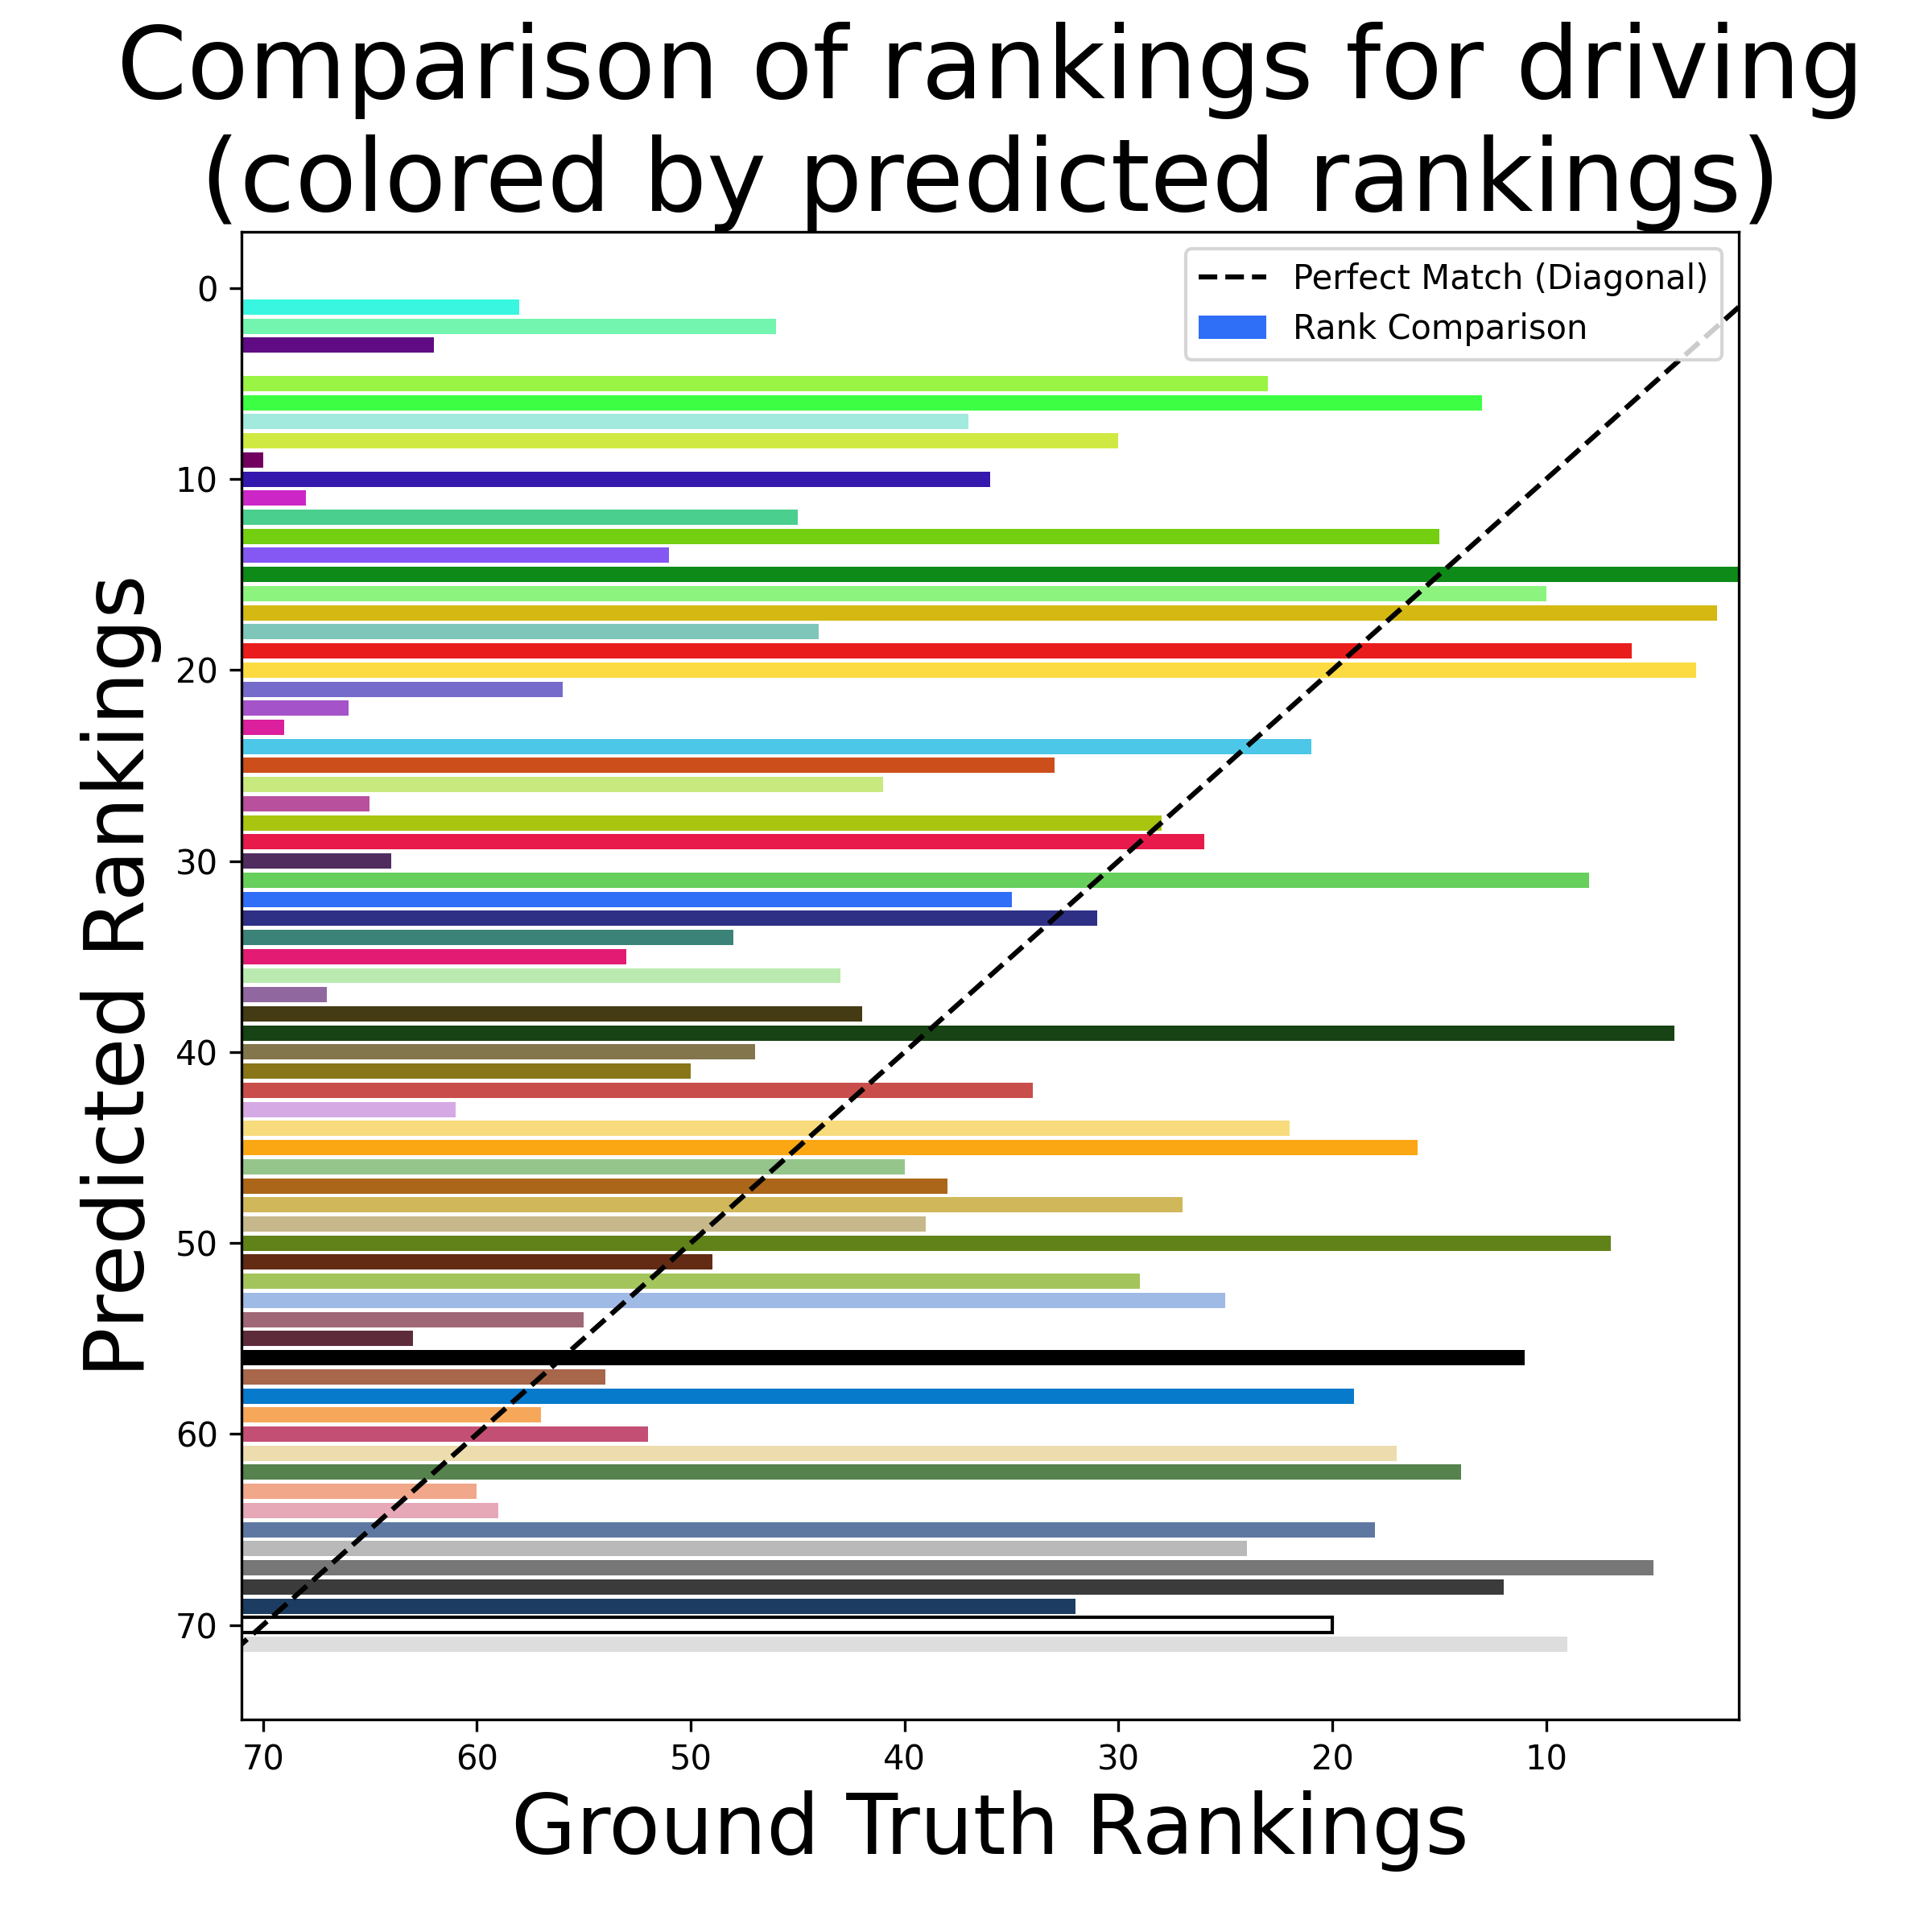 Comparison of rankings for driving
(colored by predicted rankings)
Perfect Match (Diagonal)
Rank Comparison
Predicted Rankings
0
10
20
30
40
50
60
70
70
60
50
40
30
20
10
Ground Truth Rankings